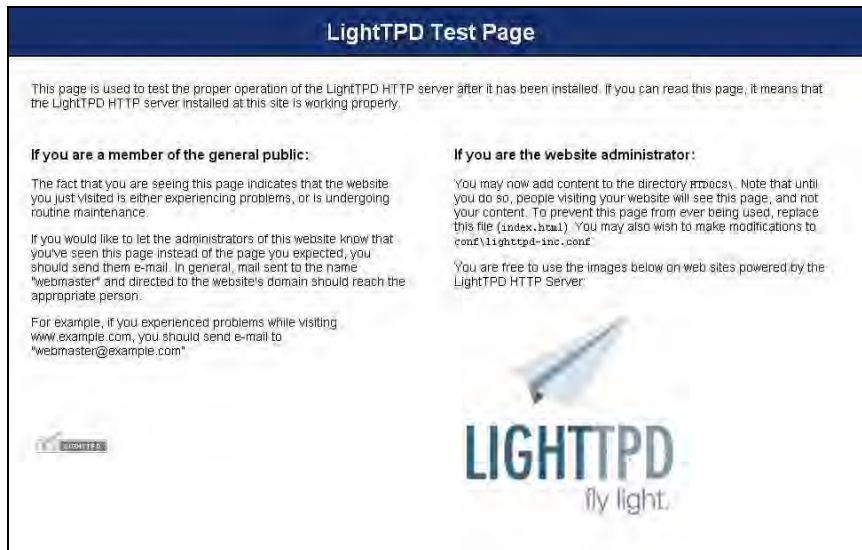 LightTPD Test Page
This page is used to test the proper operation of the LightTPD HTTP server after it has been installed. If you can read this page, it means that
the LightTPD HTTP server installed at this site is working properly.
If you are a member of the general public:
The fact that you are seeing this page indicates that the website
you just visited is either experiencing problems, or is undergoing
routine maintenance.
If you would like to let the administrators of this website know that
you've seen this page instead of the page you expected, you
should send them e-mail. In general, mail sent to the name
"webmaster" and directed to the website's domain should reach the
appropriate person.
For example, if you experienced problems while visiting
www.example.com, you should send e-mail to
"webmaster@example.com"
LIGHTTPD
If you are the website administrator:
You may now add content to the directory HTDOCS\. Note that until
you do so, people visiting your website will see this page, and not
your content. To prevent this page from ever being used, replace
this file (index.html) You may also wish to make modifications to
conf\lighttpd-inc.conf
You are free to use the images below on web sites powered by the
LightTPD HTTP Server:
LIGHTTPD
fly light.